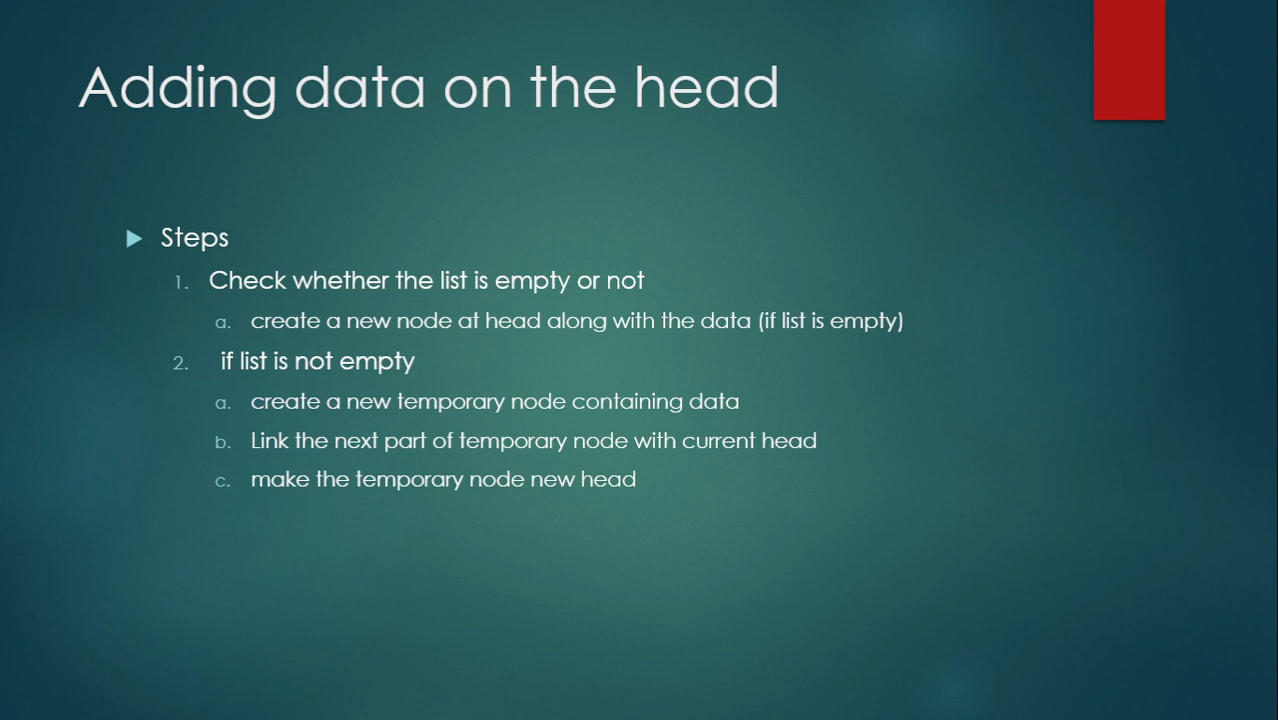 Adding data on the head
Steps
1. Check whether the list is empty or not
a. create a new node at head along with the data (if list is empty)
2. if list is not empty
a. create a new temporary node containing data
b. Link the next part of temporary node with current head
c. make the temporary node new head